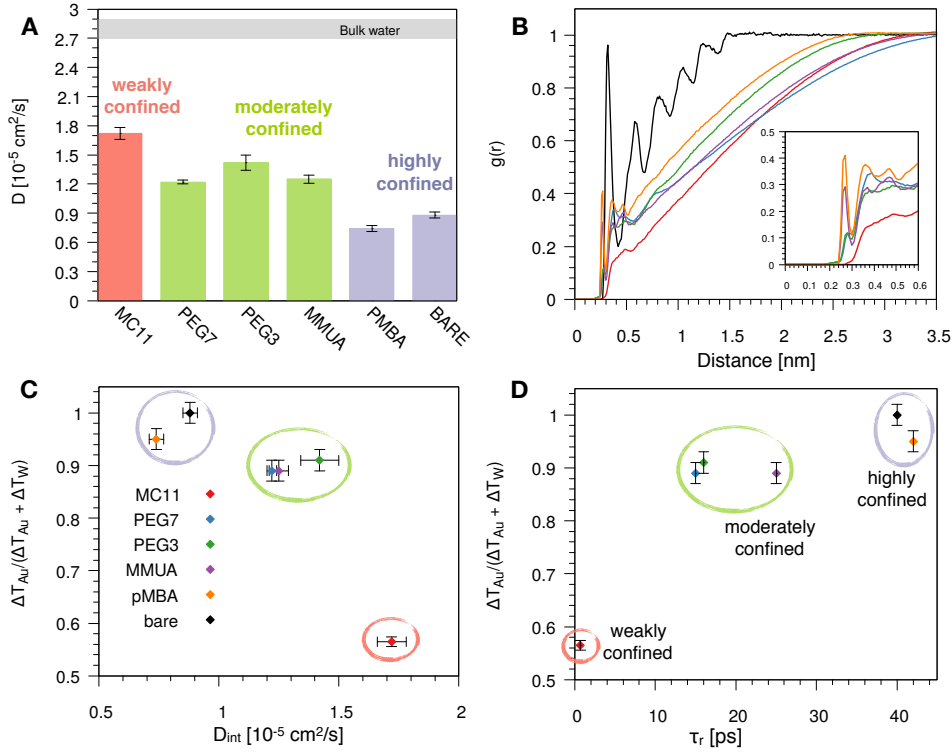 A
D [10⁻⁵ cm²/s]
3
2.7
2.4
2.1
1.8
1.5
1.2
0.9
0.6
0.3
0
Bulk water
weakly
confined
moderately
confined
highly
confined
MC11
PEG7
PEG3
MMUA
PMBA
BARE
B
g(r)
1
0.8
0.6
0.4
0.2
0
0.5
0.4
0.3
0.2
0.1
0
0 0.1 0.2 0.3 0.4 0.5 0.6
0 0.5 1 1.5 2 2.5 3 3.5
Distance [nm]
C
ΔT_Au/(ΔT_Au + ΔT_W)
1
0.9
0.8
0.7
0.6
0.5
MC11
PEG7
PEG3
MMUA
pMBA
bare
0.5 1 1.5 2
D_int [10⁻⁵ cm²/s]
D
ΔT_Au/(ΔT_Au + ΔT_W)
1
0.9
0.8
0.7
0.6
0.5
highly
confined
moderately
confined
weakly
confined
0 10 20 30 40
τ_r [ps]